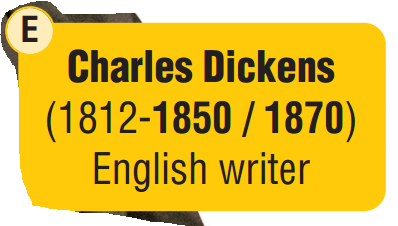 E
Charles Dickens
(1812-1850 / 1870)
English writer